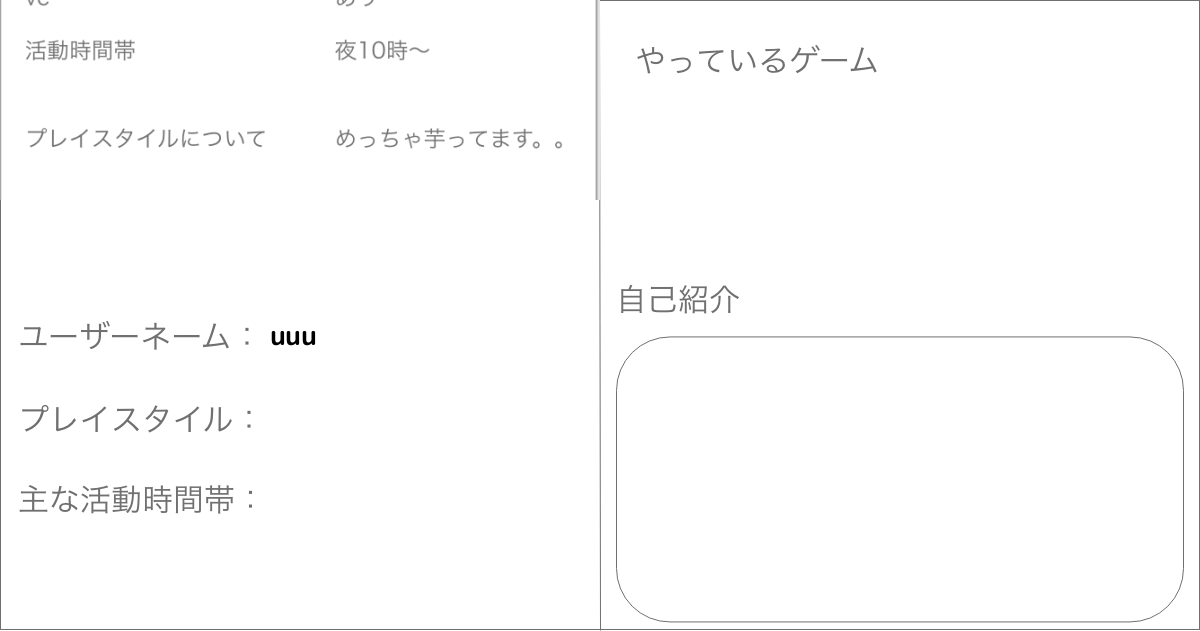 活動時間帯 夜10時〜
プレイスタイルについて めっちゃ芋ってます。。
ユーザーネーム： uuu
プレイスタイル：
主な活動時間帯：
やっているゲーム
自己紹介